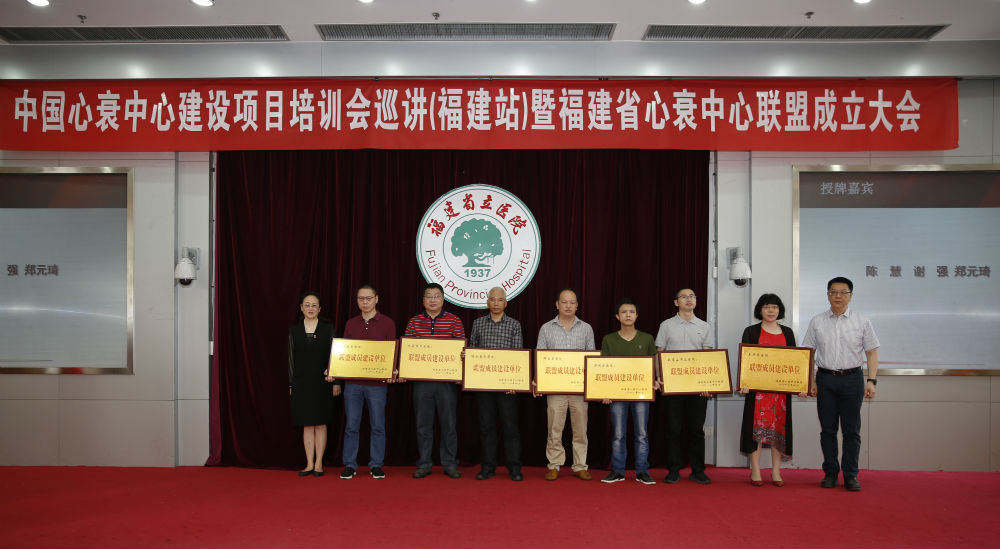 中国心衰中心建设项目培训会巡讲(福建站)暨福建省心衰中心联盟成立大会
福建省立医院
1937
Fujian Provincial Hospital
强 郑元琦
授牌嘉宾
陈 慧 谢 强 郑元琦
联盟成员建设单位
联盟成员建设单位
联盟成员建设单位
联盟成员建设单位
联盟成员建设单位
联盟成员建设单位
联盟成员建设单位